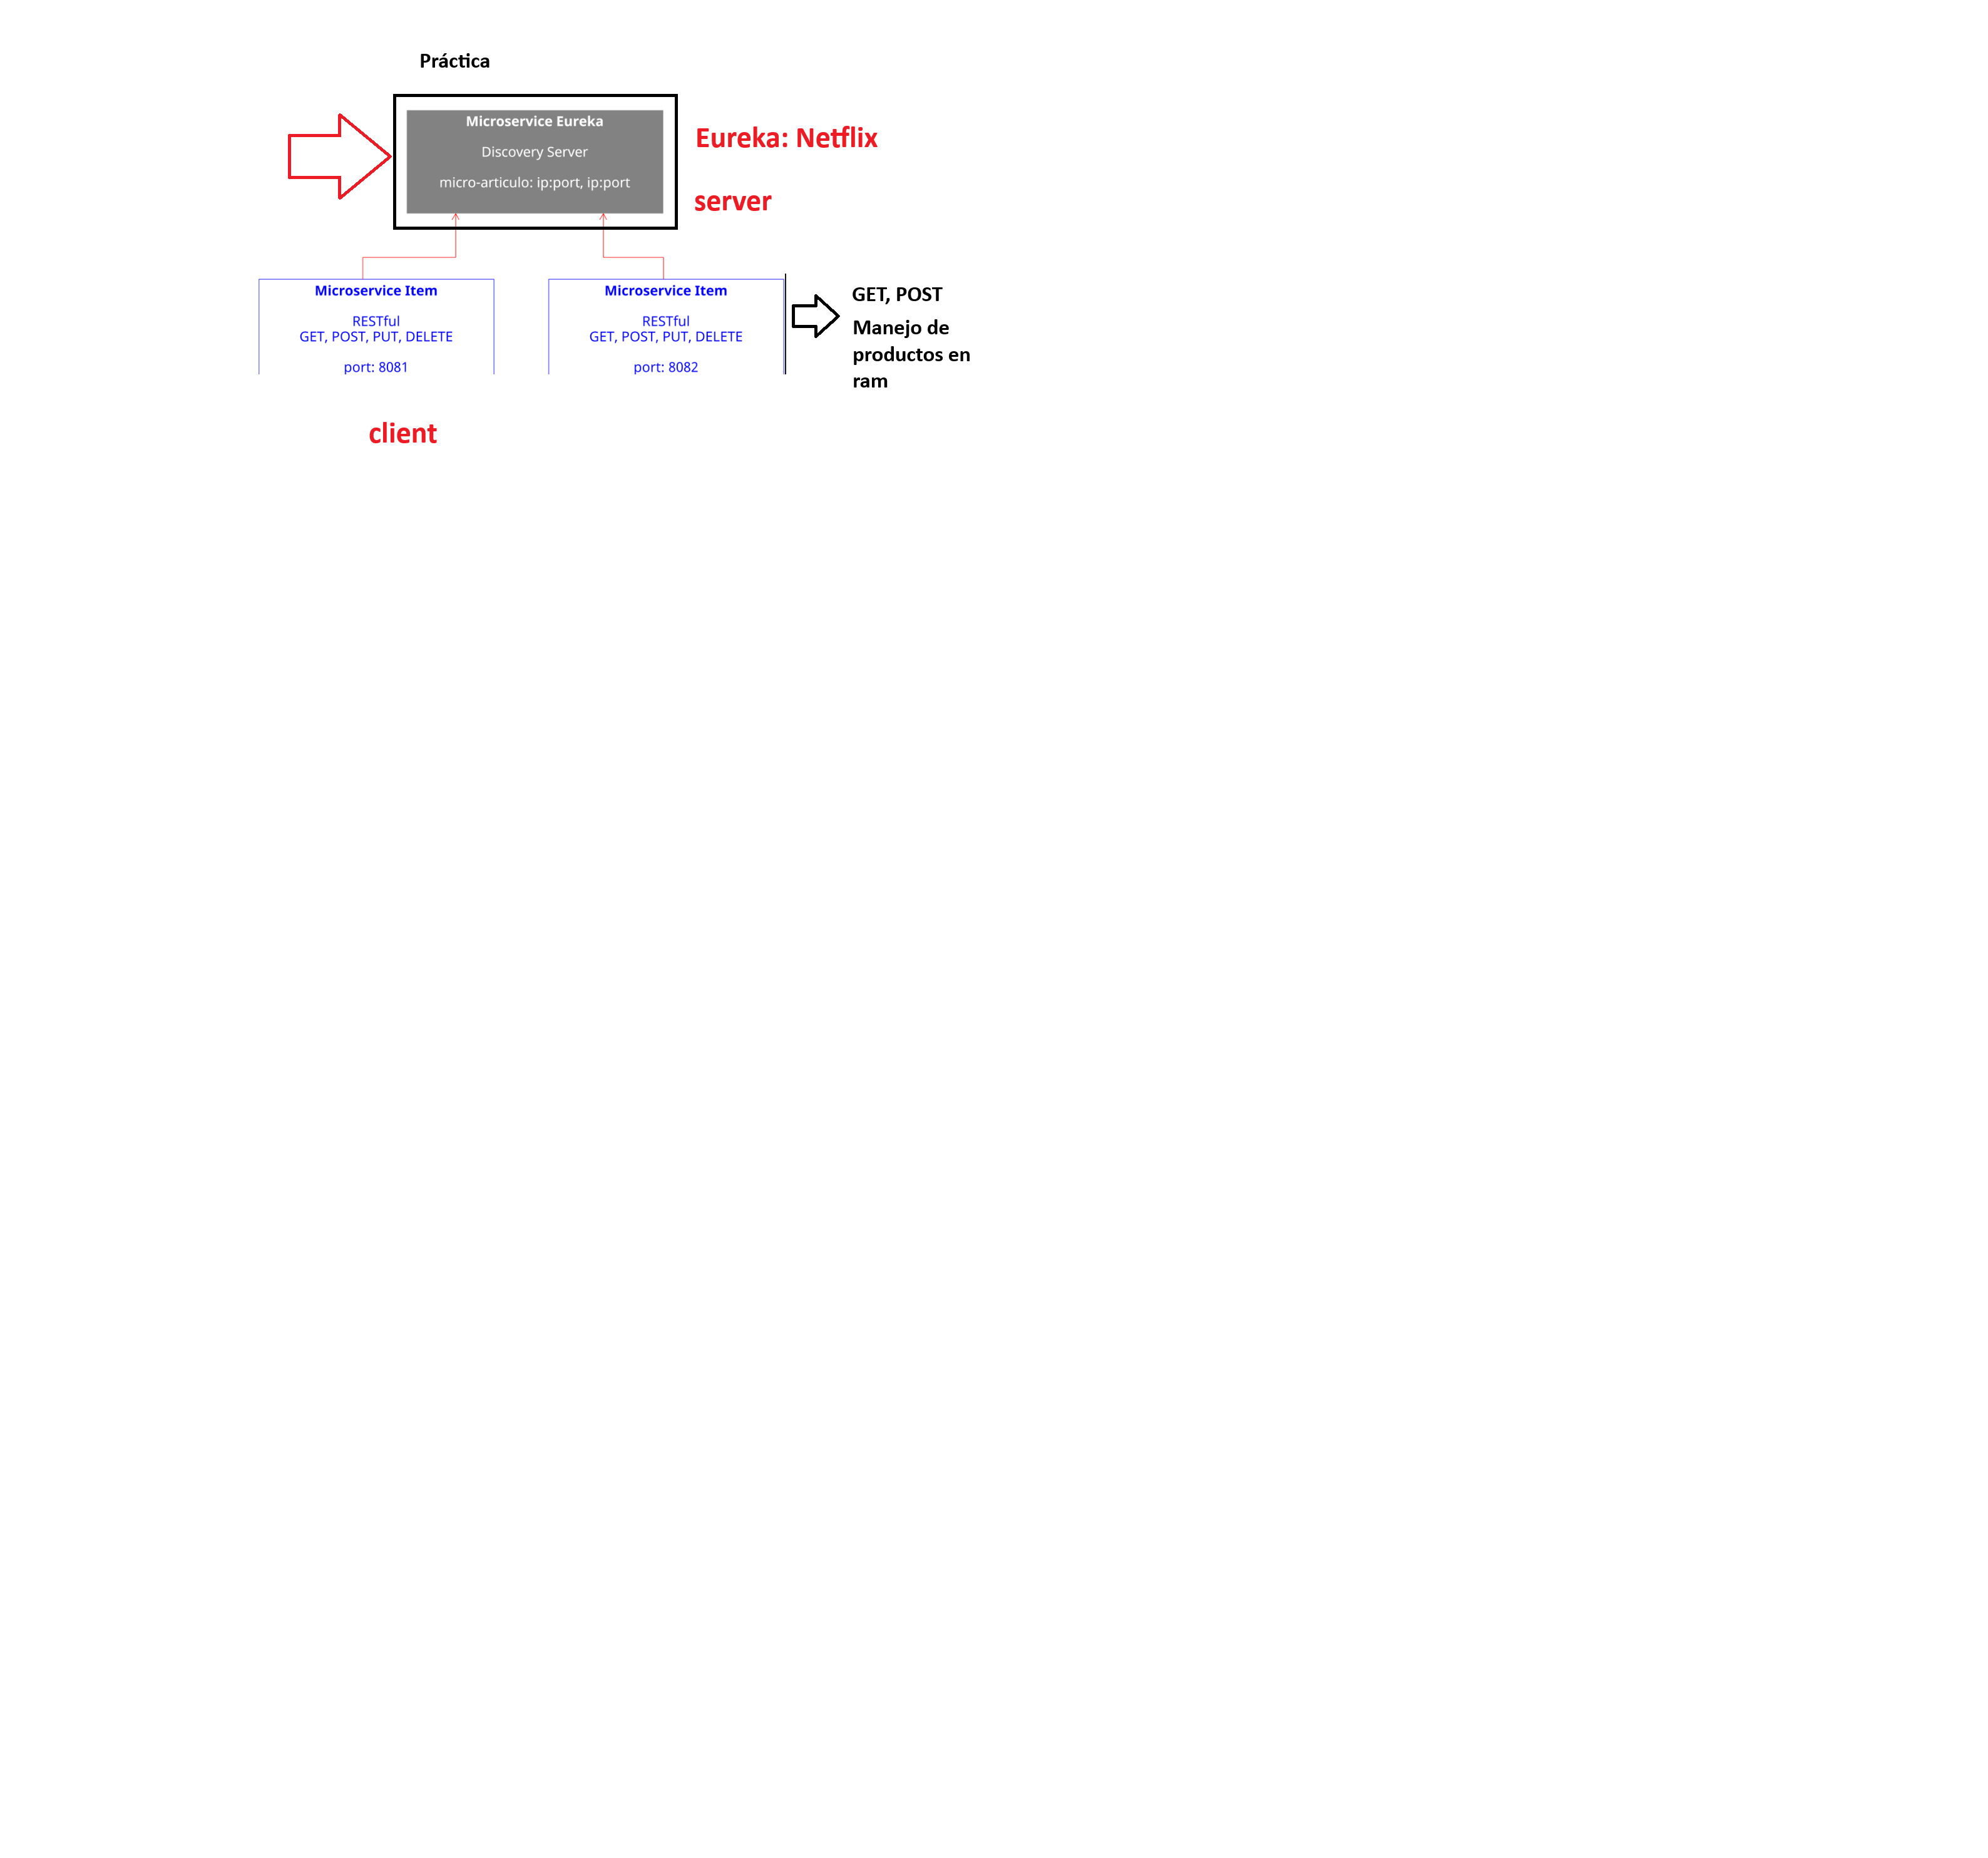 Práctica
Microservice Eureka
Discovery Server
micro-articulo: ip:port, ip:port
Eureka: Netflix
server
Microservice Item
RESTful
GET, POST, PUT, DELETE
port: 8081
Microservice Item
RESTful
GET, POST, PUT, DELETE
port: 8082
GET, POST
Manejo de
productos en
ram
client